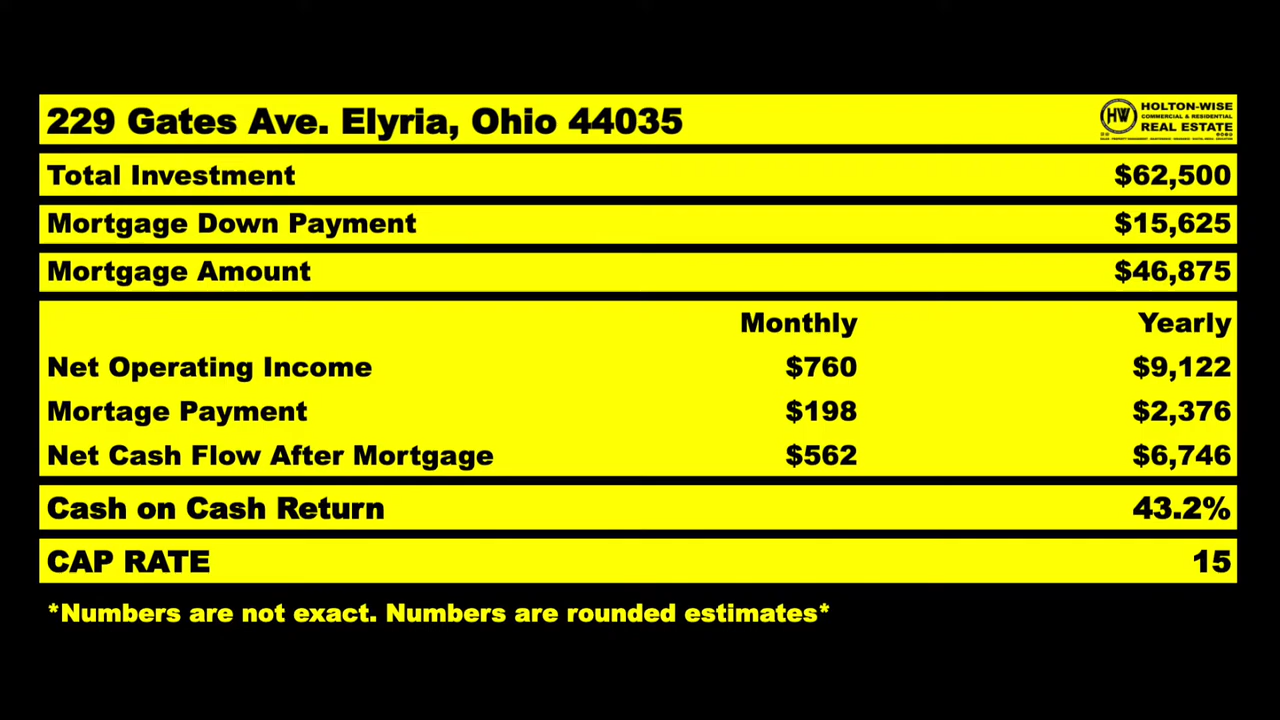 229 Gates Ave. Elyria, Ohio 44035
HW
HOLTON-WISE
COMMERCIAL & RESIDENTIAL
REAL ESTATE
Total Investment $62,500
Mortgage Down Payment $15,625
Mortgage Amount $46,875
Monthly Yearly
Net Operating Income $760 $9,122
Mortage Payment $198 $2,376
Net Cash Flow After Mortgage $562 $6,746
Cash on Cash Return 43.2%
CAP RATE 15
*Numbers are not exact. Numbers are rounded estimates*